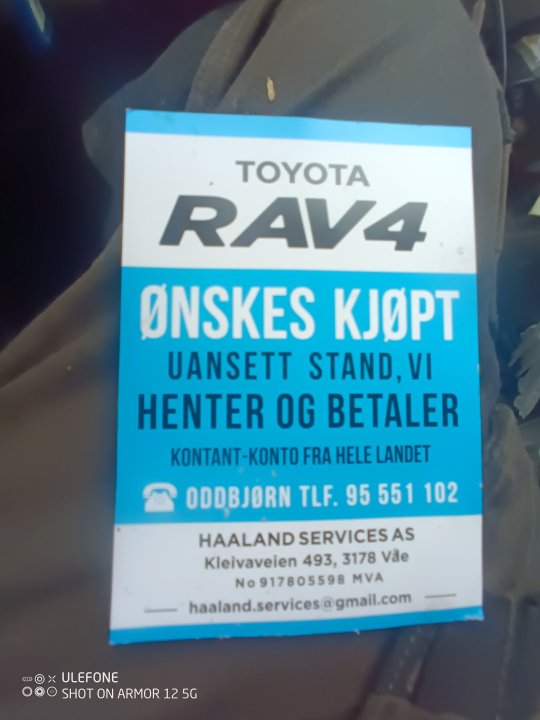 TOYOTA
RAV4
ØNSKES KJØPT
UANSETT STAND, VI
HENTER OG BETALER
KONTANT-KONTO FRA HELE LANDET
ODDBJØRN TLF. 95 551 102
HAALAND SERVICES AS
Kleivaveien 493, 3178 Våle
No 917805598 MVA
haaland.services@gmail.com
ULEFONE
SHOT ON ARMOR 12 5G